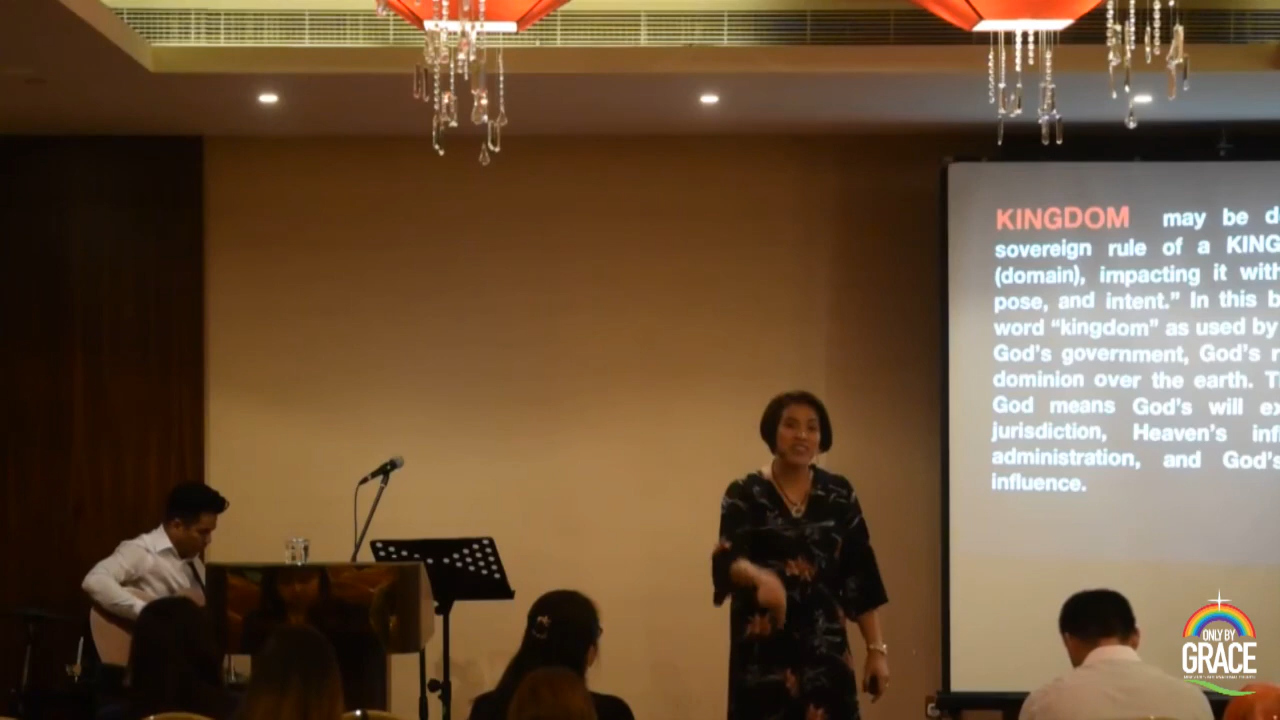 KINGDOM may be
sovereign rule of a KING
(domain), impacting it with
pose, and intent.” In this
word “kingdom” as used by
God’s government, God’s
dominion over the earth.
God means God’s will
jurisdiction, Heaven’s
administration, and God’s
influence.
ONLY BY
GRACE